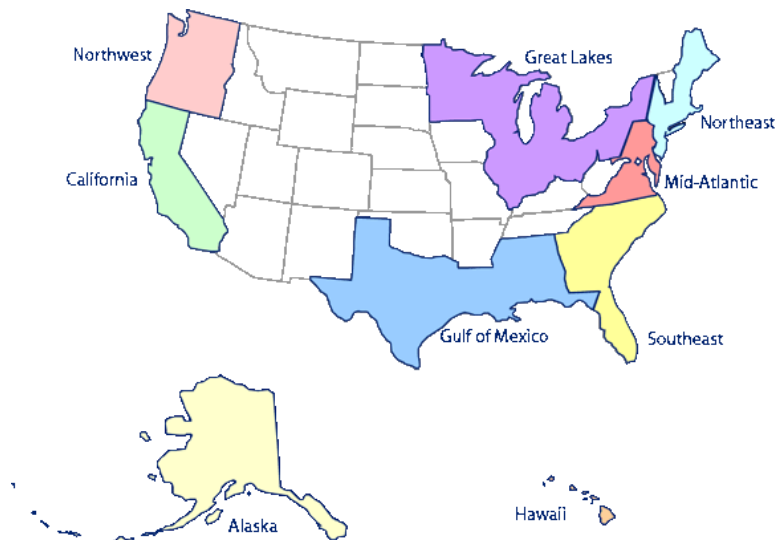 Northwest
Great Lakes
Northeast
California
Mid-Atlantic
Gulf of Mexico
Southeast
Alaska
Hawaii